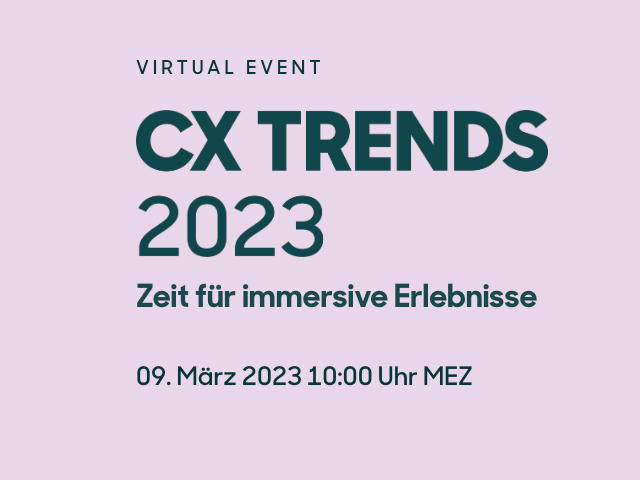 VIRTUAL EVENT
CX TRENDS
2023
Zeit für immersive Erlebnisse
09. März 2023 10:00 Uhr MEZ